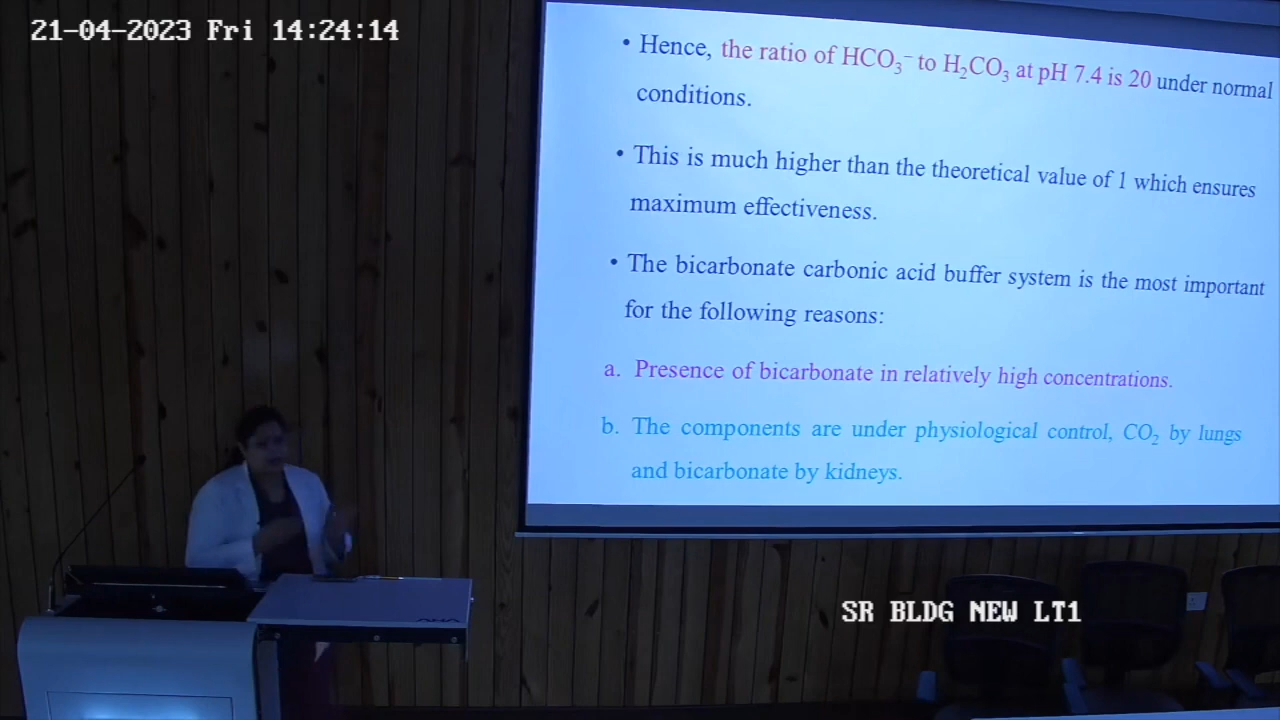 21-04-2023 Fri 14:24:14
• Hence, the ratio of HCO₃⁻ to H₂CO₃ at pH 7.4 is 20 under normal
conditions.
• This is much higher than the theoretical value of 1 which ensures
maximum effectiveness.
• The bicarbonate carbonic acid buffer system is the most important
for the following reasons:
a. Presence of bicarbonate in relatively high concentrations.
b. The components are under physiological control, CO₂ by lungs
and bicarbonate by kidneys.
SR BLDG NEW LT1